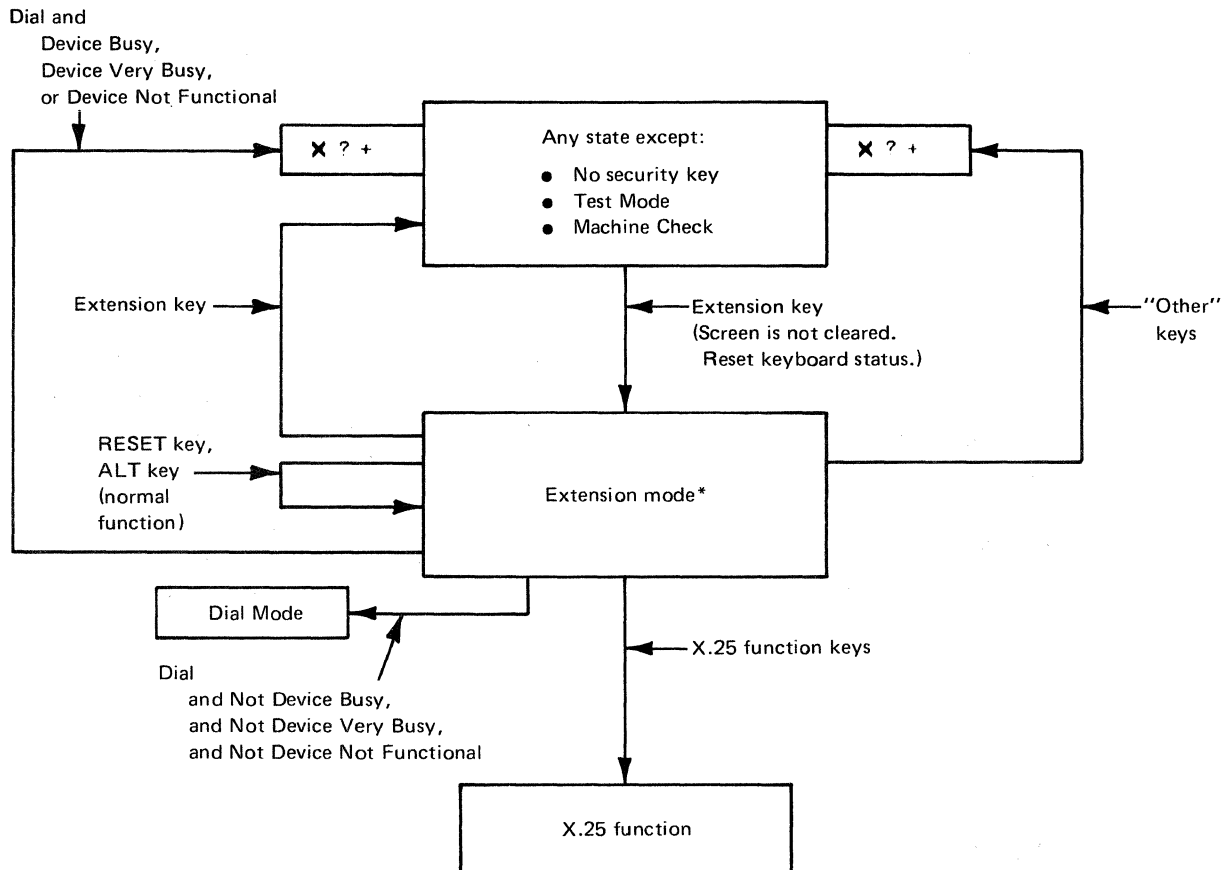 Dial and
Device Busy,
Device Very Busy,
or Device Not Functional
X ? +
Any state except:
● No security key
● Test Mode
● Machine Check
X ? +
Extension key
Extension key
(Screen is not cleared.
Reset keyboard status.)
"Other"
keys
RESET key,
ALT key
(normal
function)
Extension mode*
Dial Mode
Dial
and Not Device Busy,
and Not Device Very Busy,
and Not Device Not Functional
X.25 function keys
X.25 function